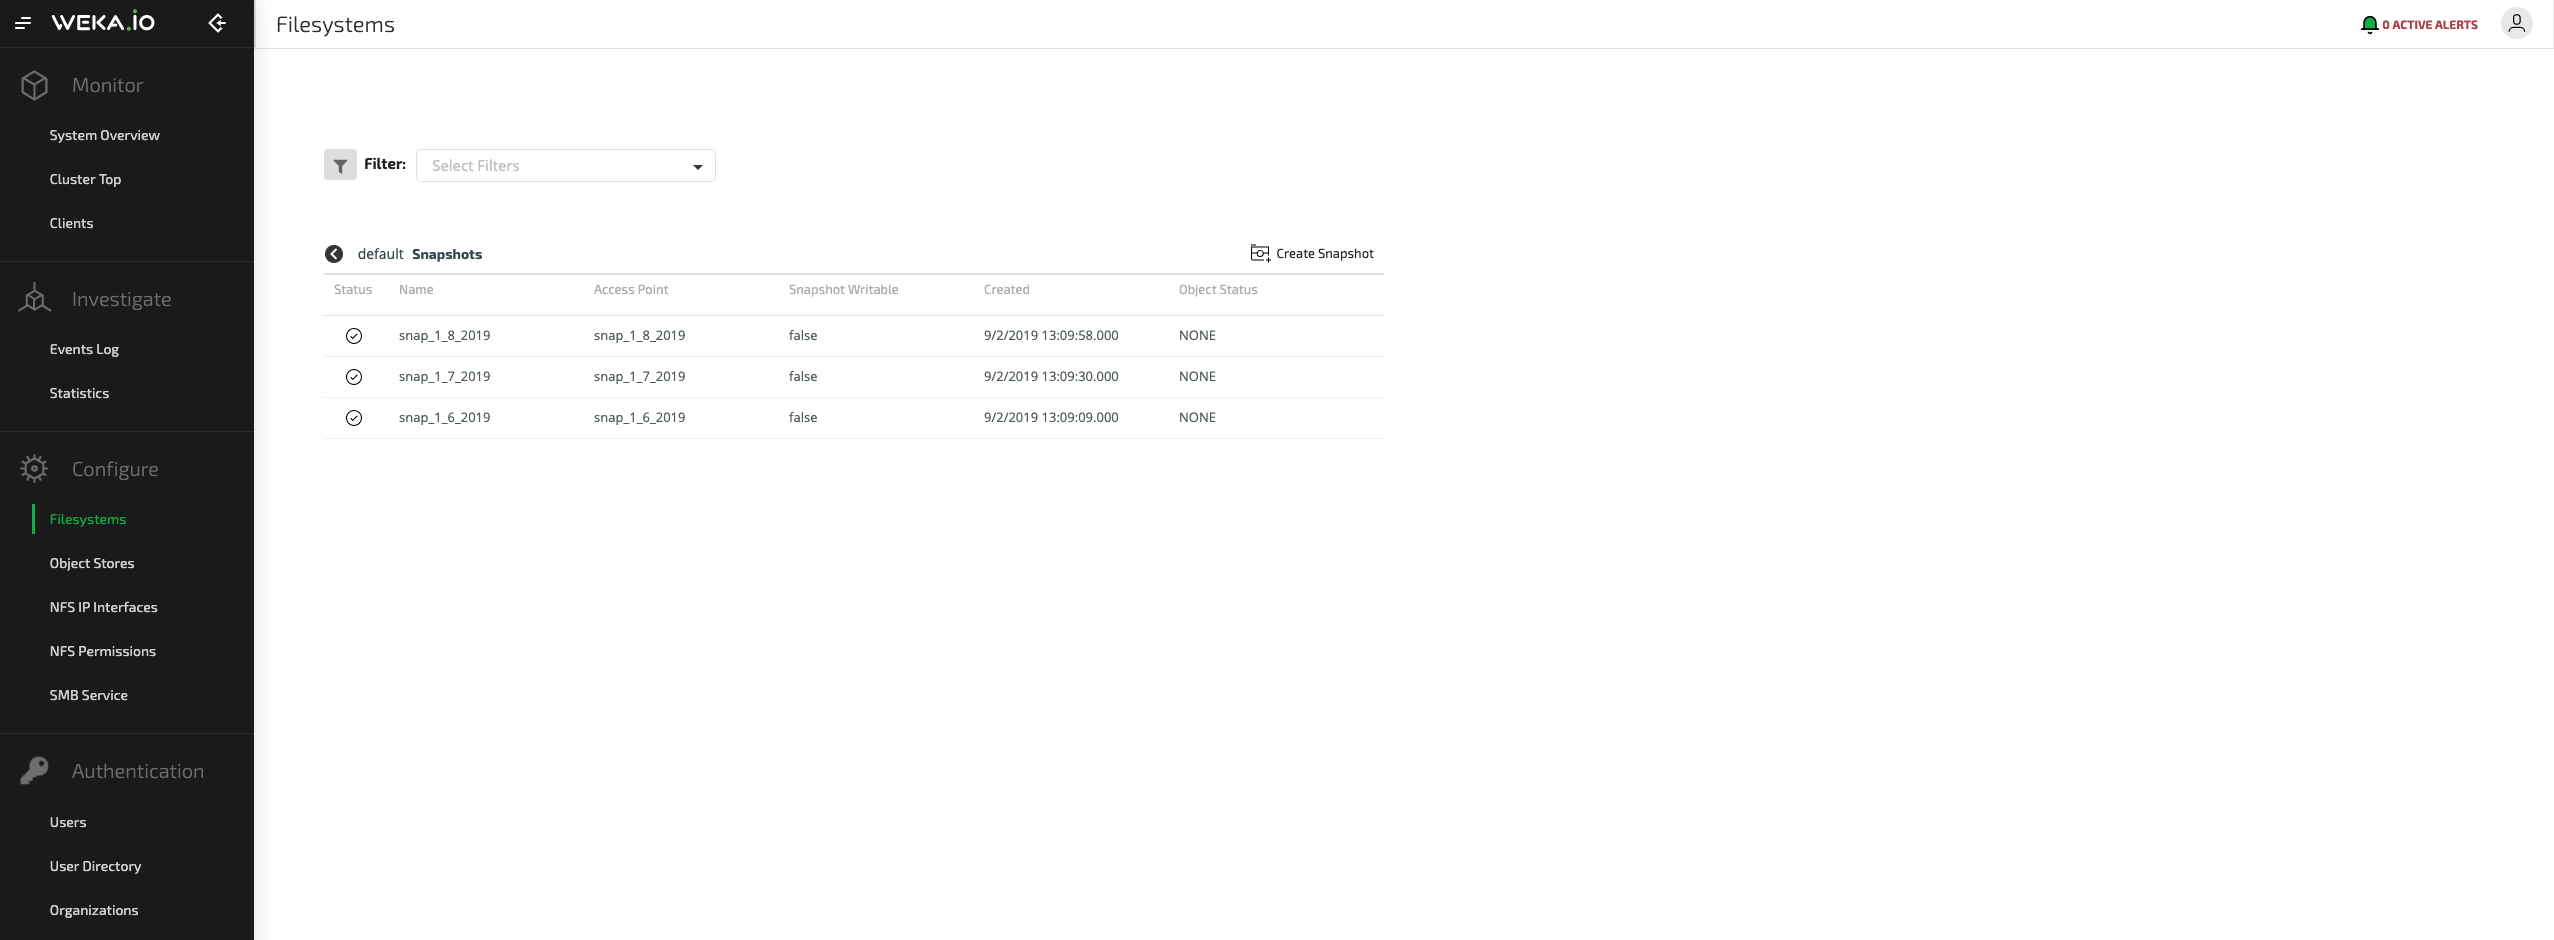 WEKA.iO
Filesystems
0 ACTIVE ALERTS
Monitor
System Overview
Cluster Top
Clients
Investigate
Events Log
Statistics
Configure
Filesystems
Object Stores
NFS IP Interfaces
NFS Permissions
SMB Service
Authentication
Users
User Directory
Organizations
Filter: Select Filters
default Snapshots Create Snapshot
Status Name Access Point Snapshot Writable Created Object Status
snap_1_8_2019 snap_1_8_2019 false 9/2/2019 13:09:58.000 NONE
snap_1_7_2019 snap_1_7_2019 false 9/2/2019 13:09:30.000 NONE
snap_1_6_2019 snap_1_6_2019 false 9/2/2019 13:09:09.000 NONE